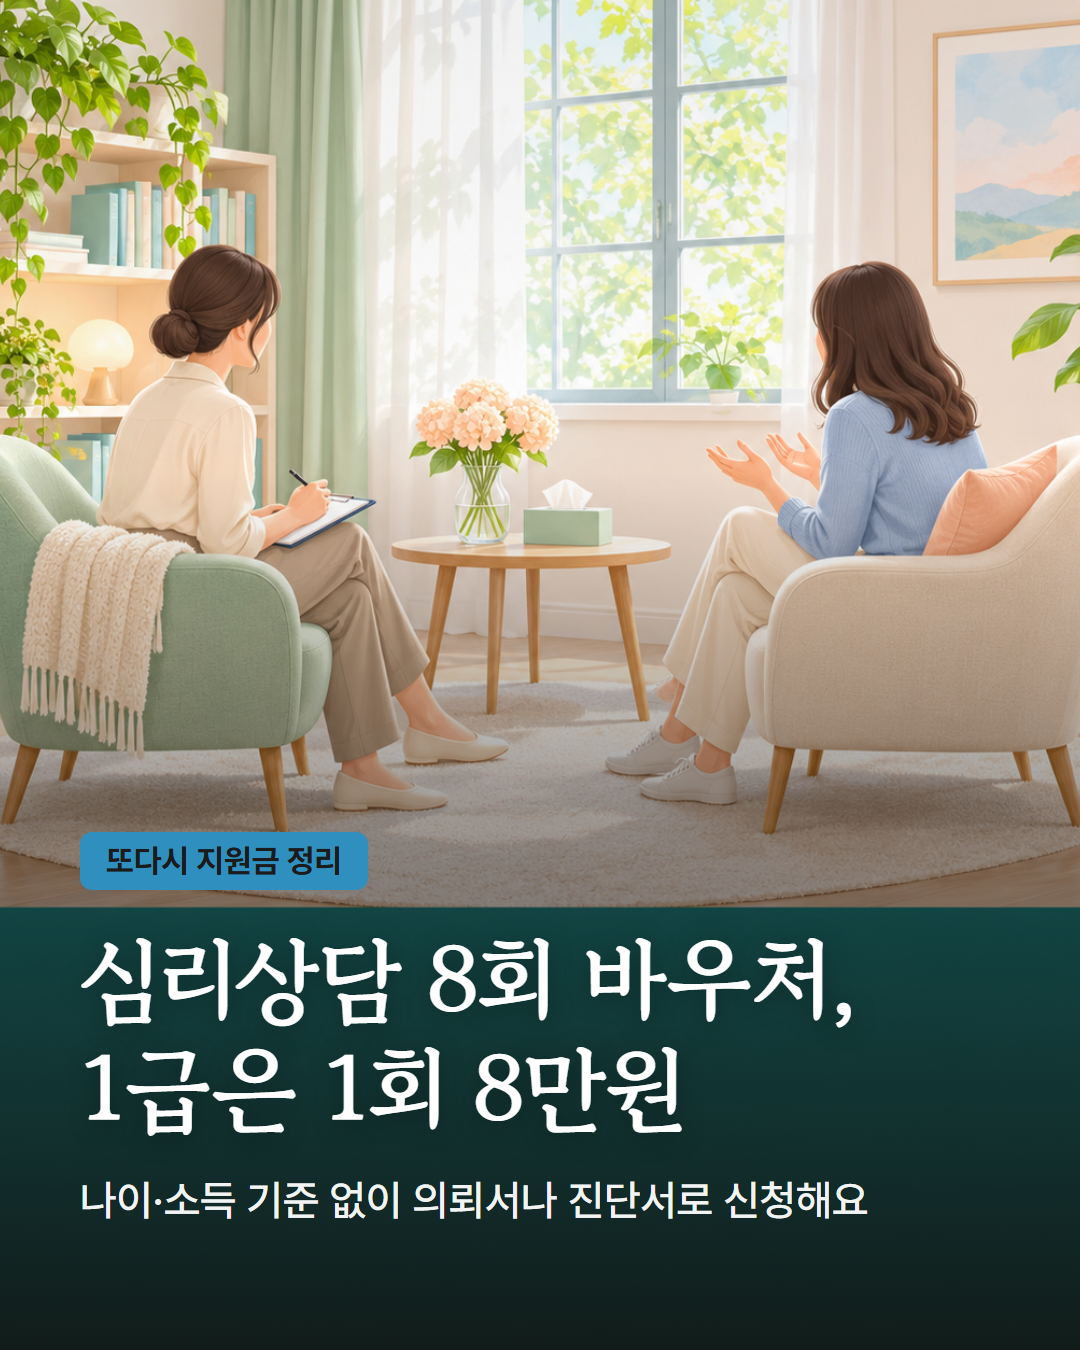 또다시 지원금 정리
심리상담 8회 바우처,
1급은 1회 8만원
나이·소득 기준 없이 의뢰서나 진단서로 신청해요